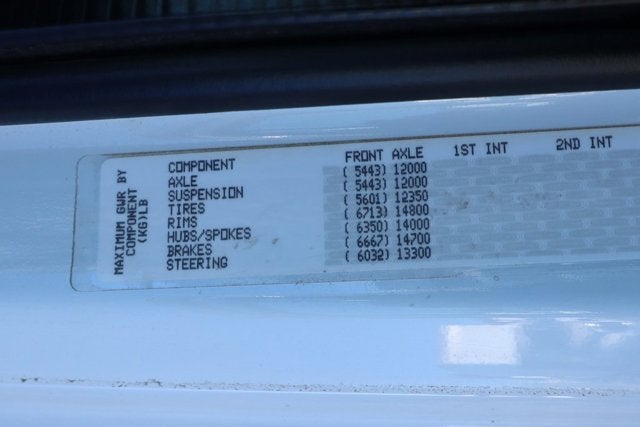 MAXIMUM GWR BY
COMPONENT
(KG)LB
COMPONENT FRONT AXLE 1ST INT 2ND INT
AXLE ( 5443) 12000
SUSPENSION ( 5443) 12000
TIRES ( 5601) 12350
RIMS ( 6713) 14800
HUBS/SPOKES ( 6350) 14000
BRAKES ( 6667) 14700
STEERING ( 6032) 13300